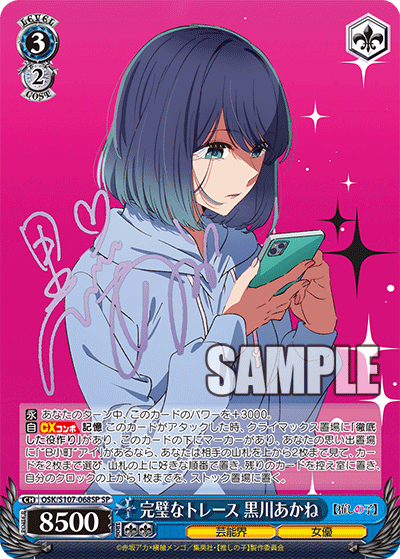 LEVEL
3
2
COST
黒
SAMPLE
永 あなたのターン中、このカードのパワーを+3000。
自 CXコンボ 記憶 このカードがアタックした時、クライマックス置場に「徹底
した役作り」があり、このカードの下にマーカーがあり、あなたの思い出置場
に「“B小町”アイ」があるなら、あなたは相手の山札を上から2枚まで見て、カー
ドを2枚まで選び、山札の上に好きな順番で置き、残りのカードを控え室に置き、
自分のクロックの上から1枚を、ストック置場に置く。
OSK/S107-068SP SP
完璧なトレース 黒川あかね
【推しの子】
8500
芸能界
女優
©赤坂アカ×横槍メンゴ／集英社・【推しの子】製作委員会